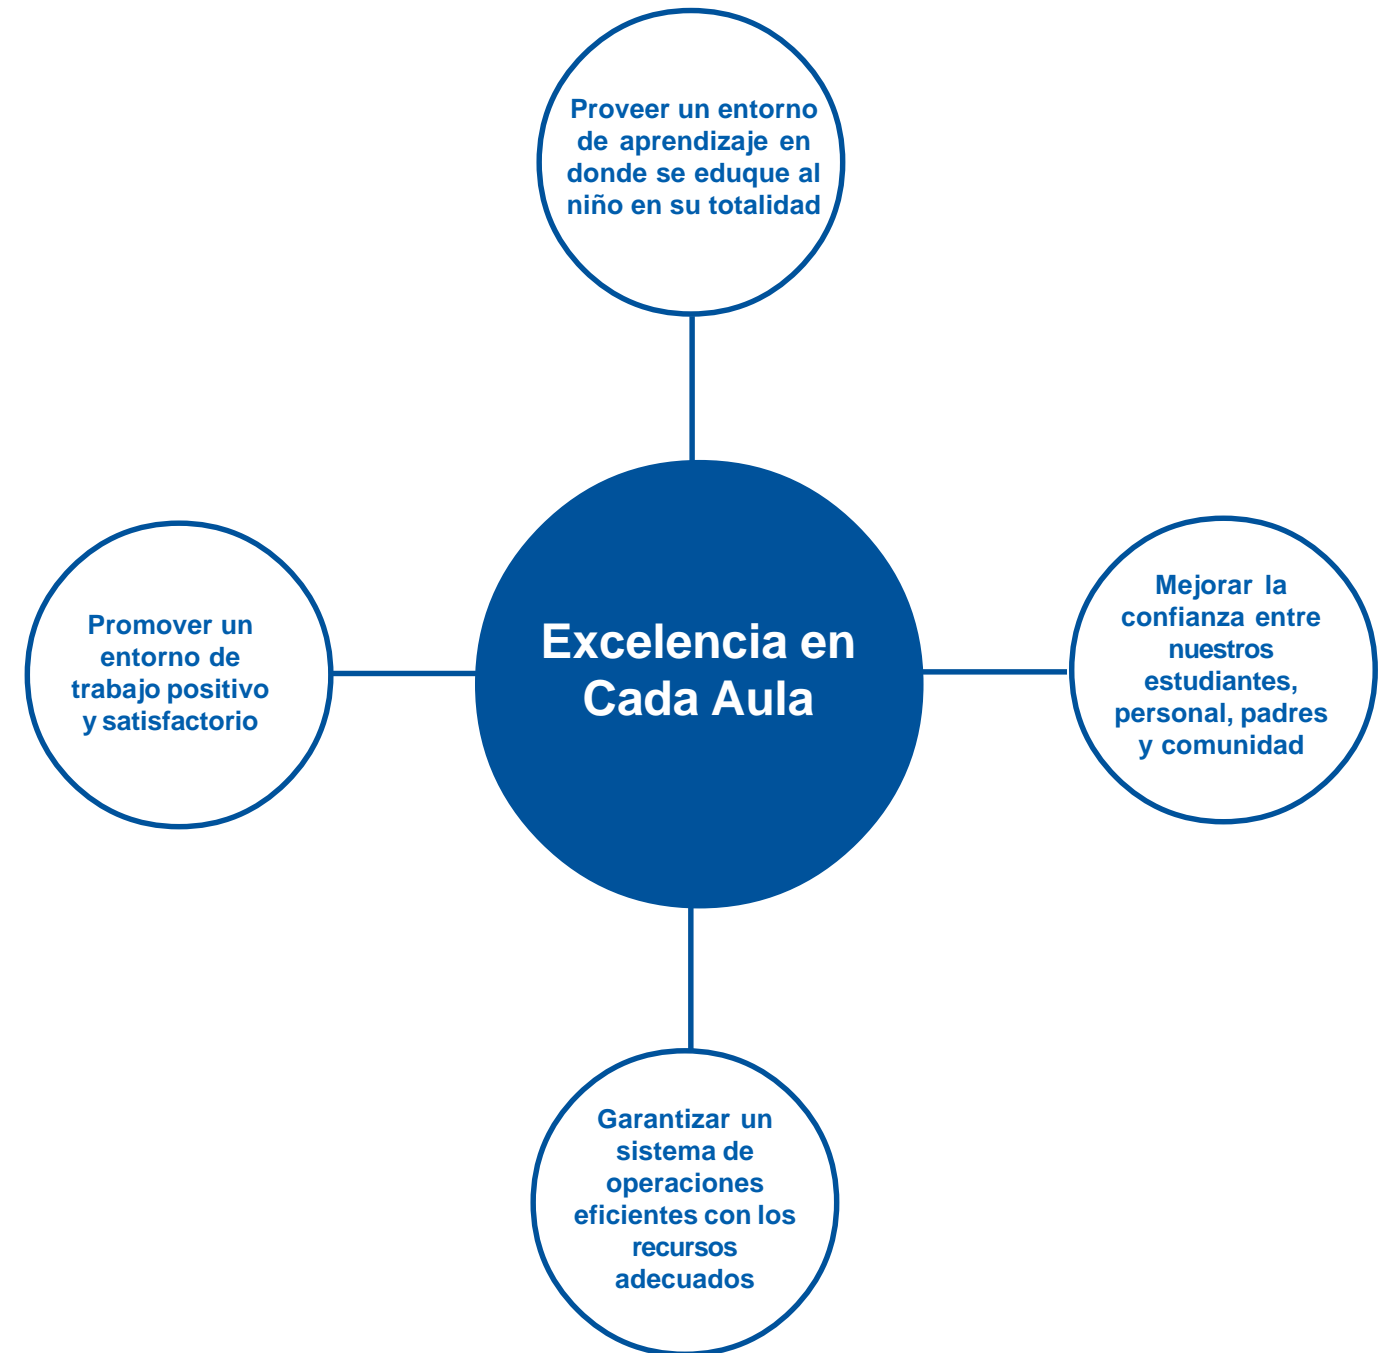 Proveer un entorno
de aprendizaje en
donde se eduque al
niño en su totalidad
Promover un
entorno de
trabajo positivo
y satisfactorio
Excelencia en
Cada Aula
Mejorar la
confianza entre
nuestros
estudiantes,
personal, padres
y comunidad
Garantizar un
sistema de
operaciones
eficientes con los
recursos
adecuados